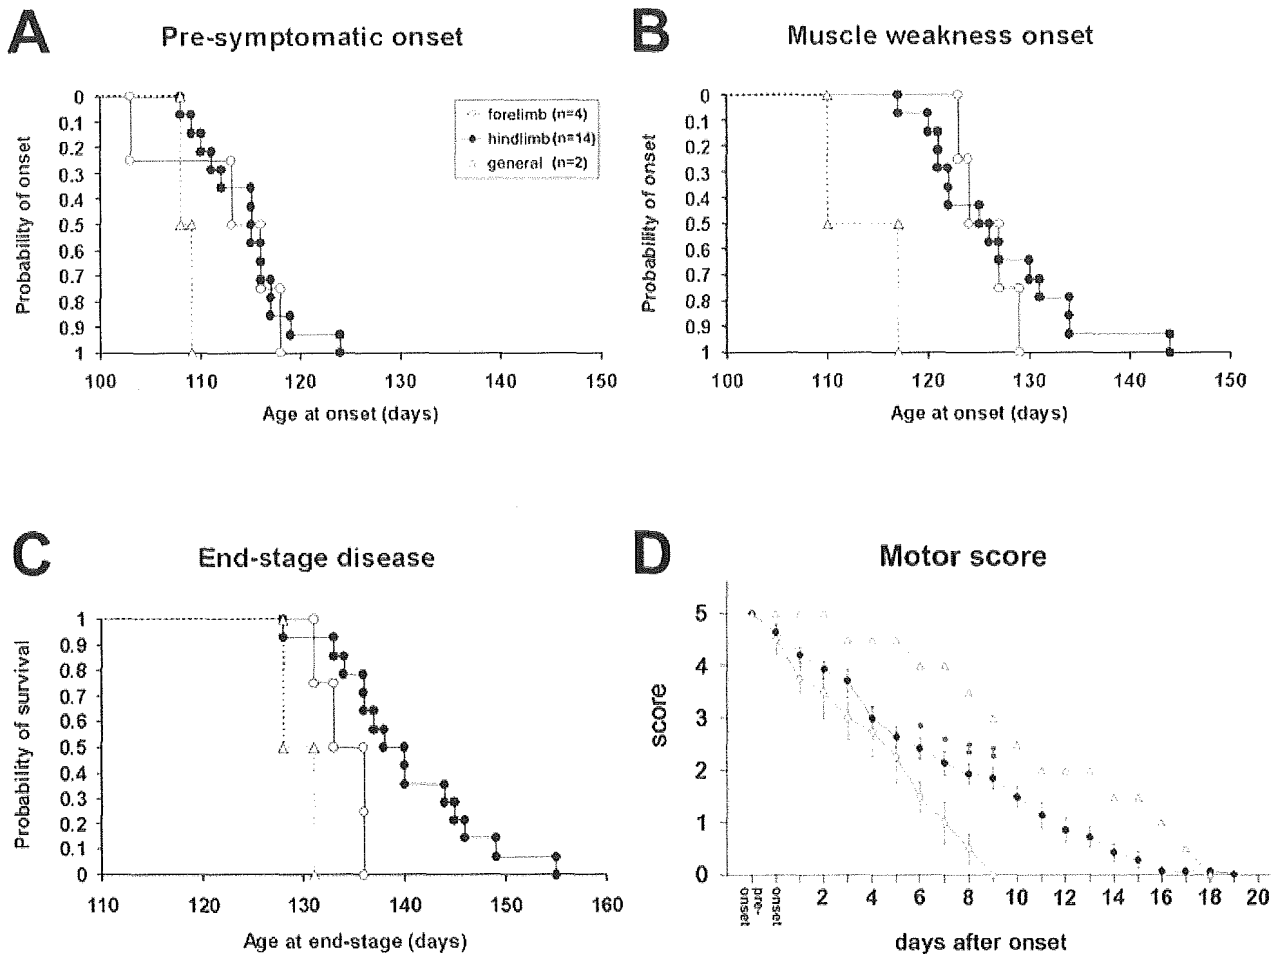 A
Pre-symptomatic onset
Probability of onset
0
0.1
0.2
0.3
0.4
0.5
0.6
0.7
0.8
0.9
1
100 110 120 130 140 150
Age at onset (days)
forelimb (n=4)
hindlimb (n=14)
general (n=2)
B
Muscle weakness onset
Probability of onset
0
0.1
0.2
0.3
0.4
0.5
0.6
0.7
0.8
0.9
1
100 110 120 130 140 150
Age at onset (days)
C
End-stage disease
Probability of survival
1
0.9
0.8
0.7
0.6
0.5
0.4
0.3
0.2
0.1
0
110 120 130 140 150 160
Age at end-stage (days)
D
Motor score
score
5
4
3
2
1
0
pre-
onset
onset
2 4 6 8 10 12 14 16 18 20
days after onset